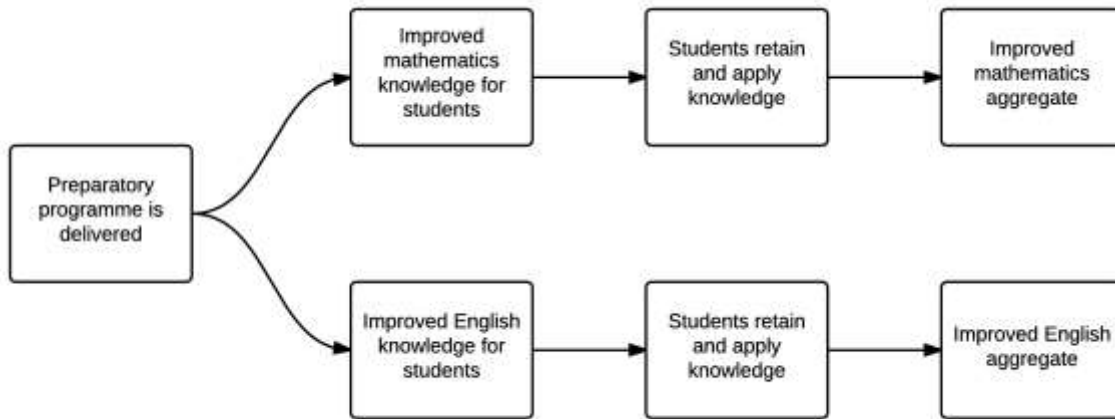 Preparatory
programme is
delivered
Improved
mathematics
knowledge for
students
Students retain
and apply
knowledge
Improved
mathematics
aggregate
Improved English
knowledge for
students
Students retain
and apply
knowledge
Improved English
aggregate